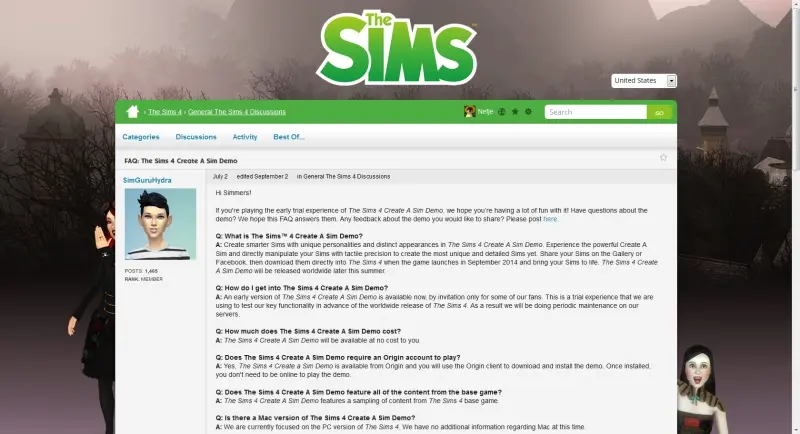 The
SIMS
United States
› The Sims 4 › General The Sims 4 Discussions
Netje
Search
GO
Categories Discussions Activity Best Of...
FAQ: The Sims 4 Create A Sim Demo
SimGuruHydra
POSTS: 1,465
RANK: MEMBER
July 2 edited September 2 in General The Sims 4 Discussions
Hi Simmers!
If you're playing the early trial experience of The Sims 4 Create A Sim Demo, we hope you're having a lot of fun with it! Have questions about the
demo? We hope this FAQ answers them. Any feedback about the demo you would like to share? Please post here.
Q: What is The Sims™ 4 Create A Sim Demo?
A: Create smarter Sims with unique personalities and distinct appearances in The Sims 4 Create A Sim Demo. Experience the powerful Create A
Sim and directly manipulate your Sims with tactile precision to create the most unique and detailed Sims yet. Share your Sims on the Gallery or
Facebook, then download them directly into The Sims 4 when the game launches in September 2014 and bring your Sims to life. The Sims 4 Create
A Sim Demo will be released worldwide later this summer.
Q: How do I get into The Sims 4 Create A Sim Demo?
A: An early version of The Sims 4 Create A Sim Demo is available now, by invitation only for some of our fans. This is a trial experience that we are
using to test our key functionality in advance of the worldwide release of The Sims 4. As a result we will be doing periodic maintenance on our
servers.
Q: How much does The Sims 4 Create A Sim Demo cost?
A: The Sims 4 Create A Sim Demo will be available at no cost to you.
Q: Does The Sims 4 Create A Sim Demo require an Origin account to play?
A: Yes, The Sims 4 Create a Sim Demo is available from Origin and you will use the Origin client to download and install the demo. Once installed,
you don't need to be online to play the demo.
Q: Does The Sims 4 Create A Sim Demo feature all of the content from the base game?
A: The Sims 4 Create A Sim Demo features a sampling of content from The Sims 4 base game.
Q: Is there a Mac version of The Sims 4 Create A Sim Demo?
A: We are currently focused on the PC version of The Sims 4. We have no additional information regarding Mac at this time.